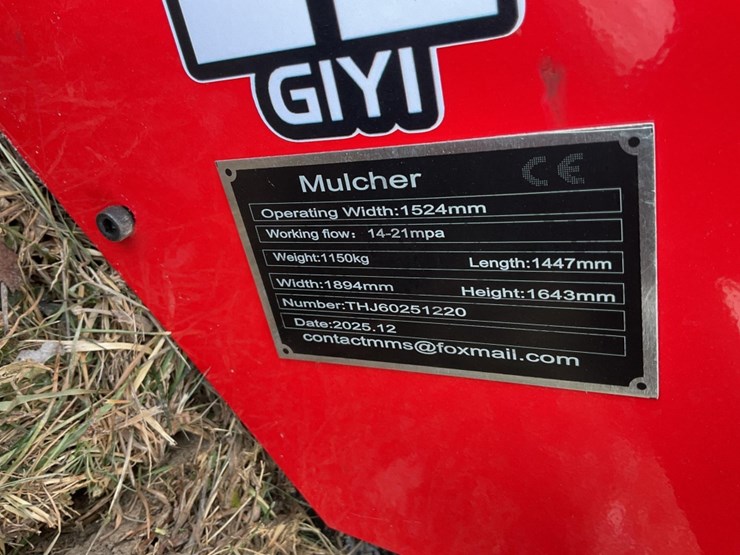 GIYI
Mulcher CE
Operating Width:1524mm
Working flow: 14-21mpa
Weight:1150kg Length:1447mm
Width:1894mm Height:1643mm
Number:THJ60251220
Date:2025.12
contactmms@foxmail.com